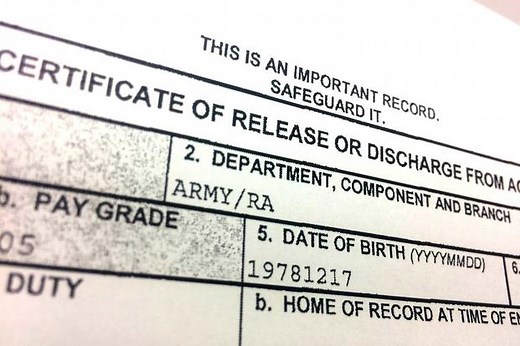 THIS IS AN IMPORTANT RECORD.
SAFEGUARD IT.
CERTIFICATE OF RELEASE OR DISCHARGE FROM
2. DEPARTMENT, COMPONENT AND BRANCH
ARMY/RA
b. PAY GRADE
05
5. DATE OF BIRTH (YYYYMMDD)
6.
19781217
DUTY
b. HOME OF RECORD AT TIME OF